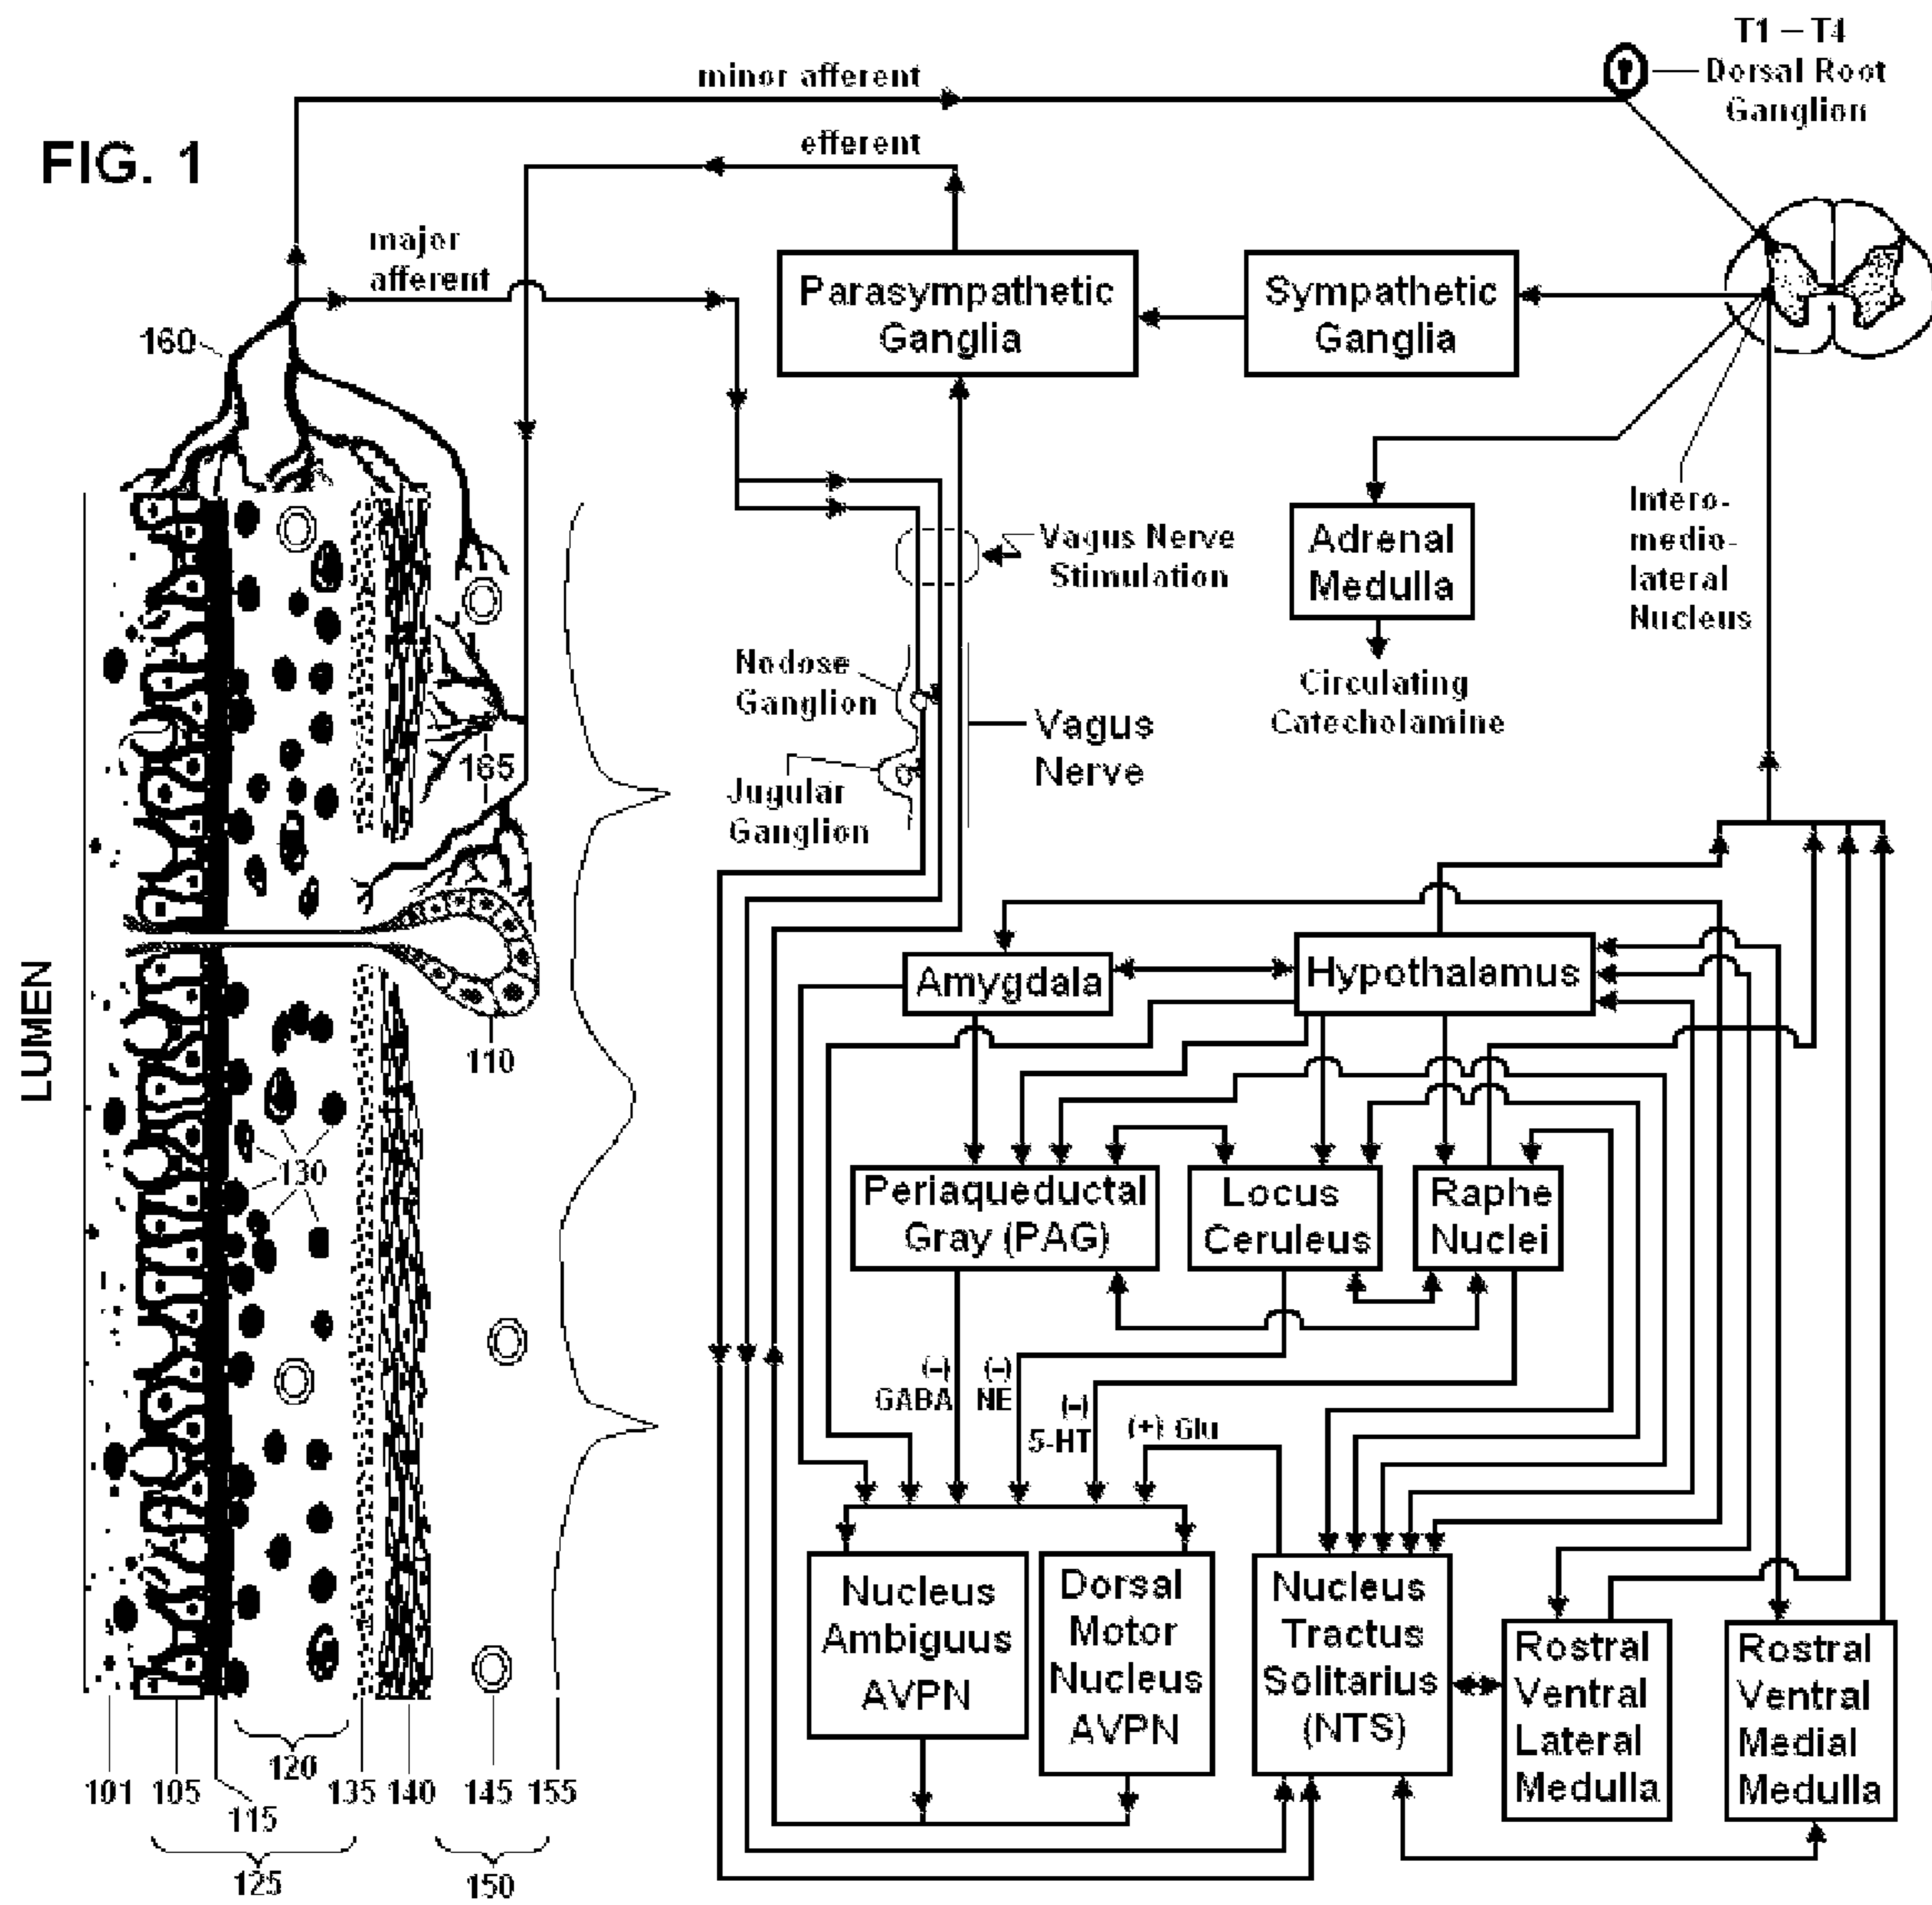 T1 – T4
Dorsal Root
Ganglion
minor afferent
efferent
FIG. 1
major
afferent
160
Parasympathetic
Ganglia
Sympathetic
Ganglia
Vagus Nerve
Stimulation
Adrenal
Medulla
Intero-
medio-
lateral
Nucleus
Circulating
Catecholamine
Nodose
Ganglion
Vagus
Nerve
Jugular
Ganglion
165
LUMEN
110
130
Amygdala
Hypothalamus
Periaqueductal
Gray (PAG)
Locus
Ceruleus
Raphe
Nuclei
(-)
GABA
(-)
NE
(-)
5-HT
(+) Glu
Nucleus
Ambiguus
AVPN
Dorsal
Motor
Nucleus
AVPN
Nucleus
Tractus
Solitarius
(NTS)
Rostral
Ventral
Lateral
Medulla
Rostral
Ventral
Medial
Medulla
120
101 105 135 140 145 155
115
125
150